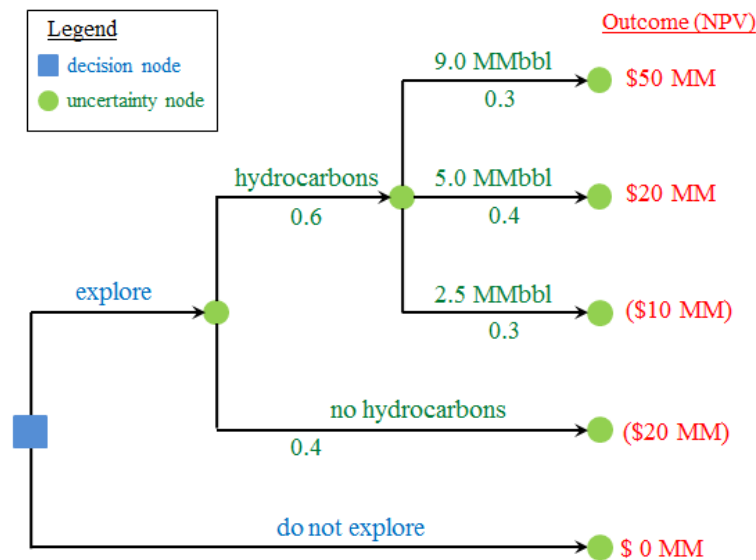 Legend
decision node
uncertainty node
Outcome (NPV)
9.0 MMbbl
0.3
$50 MM
hydrocarbons
0.6
5.0 MMbbl
0.4
$20 MM
explore
2.5 MMbbl
0.3
($10 MM)
no hydrocarbons
0.4
($20 MM)
do not explore
$ 0 MM